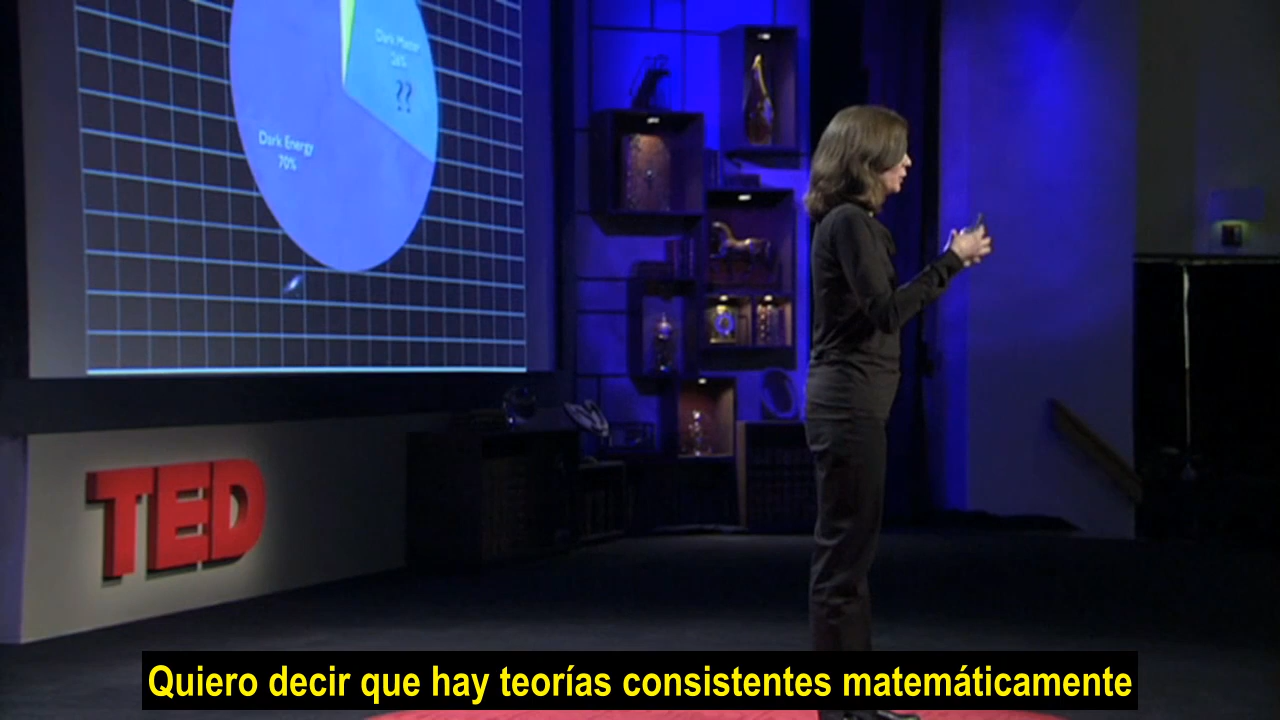 Dark Matter
26%
??
Dark Energy
70%
TED
Quiero decir que hay teorías consistentes matemáticamente